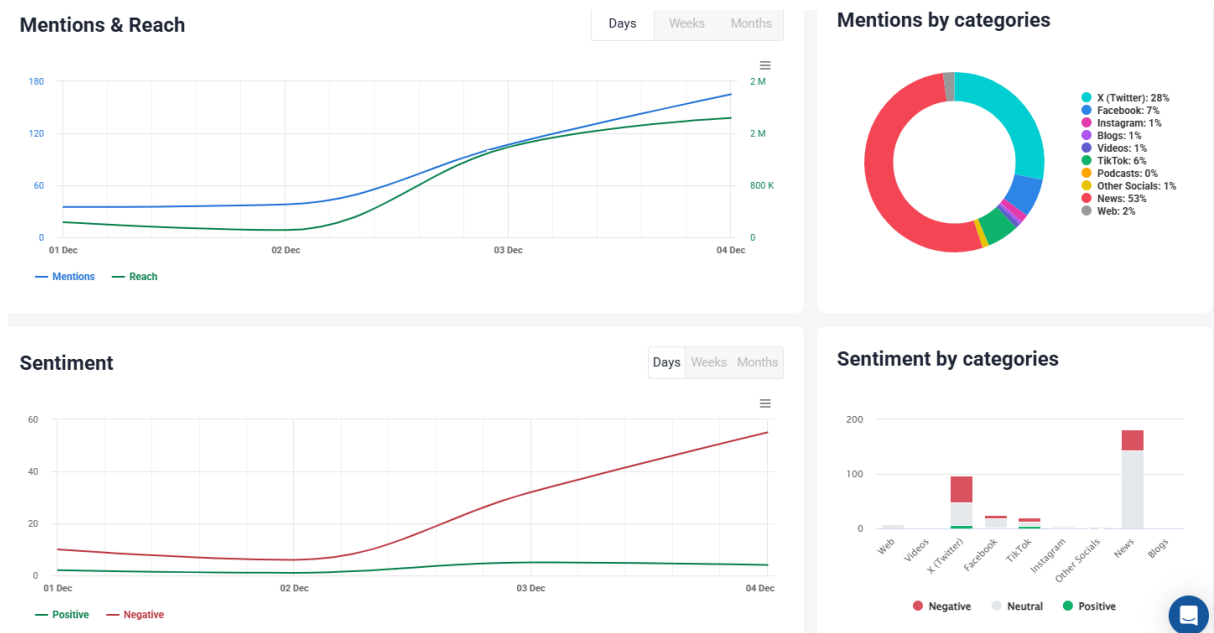 Mentions & Reach
Days Weeks Months
180 2 M
120 2 M
60 800 K
0 0
01 Dec 02 Dec 03 Dec 04 Dec
Mentions Reach
Mentions by categories
X (Twitter): 28%
Facebook: 7%
Instagram: 1%
Blogs: 1%
Videos: 1%
TikTok: 6%
Podcasts: 0%
Other Socials: 1%
News: 53%
Web: 2%
Sentiment
Days Weeks Months
60
40
20
0
01 Dec 02 Dec 03 Dec 04 Dec
Positive Negative
Sentiment by categories
200
100
0
Web Videos X (Twitter) Facebook TikTok Instagram Other Socials News Blogs
Negative Neutral Positive